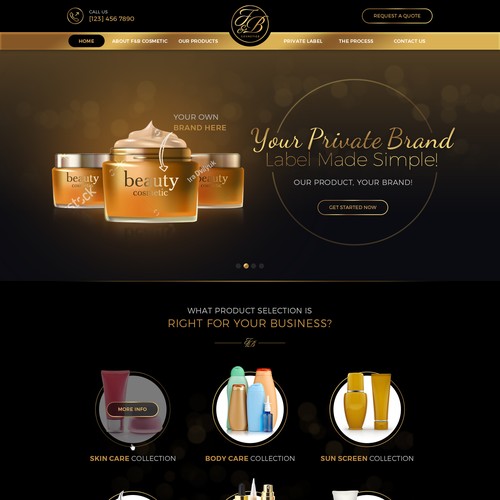 CALL US
[123] 456 7890
FB
COSMETICS
REQUEST A QUOTE
HOME
ABOUT FAB COSMETIC
OUR PRODUCTS
PRIVATE LABEL
THE PROCESS
CONTACT US
YOUR OWN
BRAND HERE
beauty
cosmetic
beauty
beauty
cosmetic
Your Private Brand
Label Made Simple!
OUR PRODUCT, YOUR BRAND!
GET STARTED NOW
WHAT PRODUCT SELECTION IS
RIGHT FOR YOUR BUSINESS?
MORE INFO
SKIN CARE COLLECTION
BODY CARE COLLECTION
SUN SCREEN COLLECTION